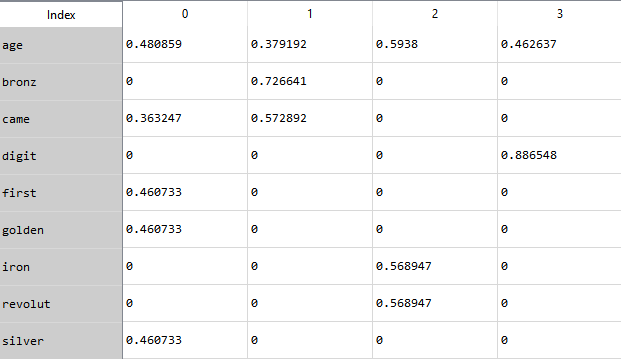 Index 0 1 2 3
age 0.480859 0.379192 0.5938 0.462637
bronz 0 0.726641 0 0
came 0.363247 0.572892 0 0
digit 0 0 0 0.886548
first 0.460733 0 0 0
golden 0.460733 0 0 0
iron 0 0 0.568947 0
revolut 0 0 0.568947 0
silver 0.460733 0 0 0